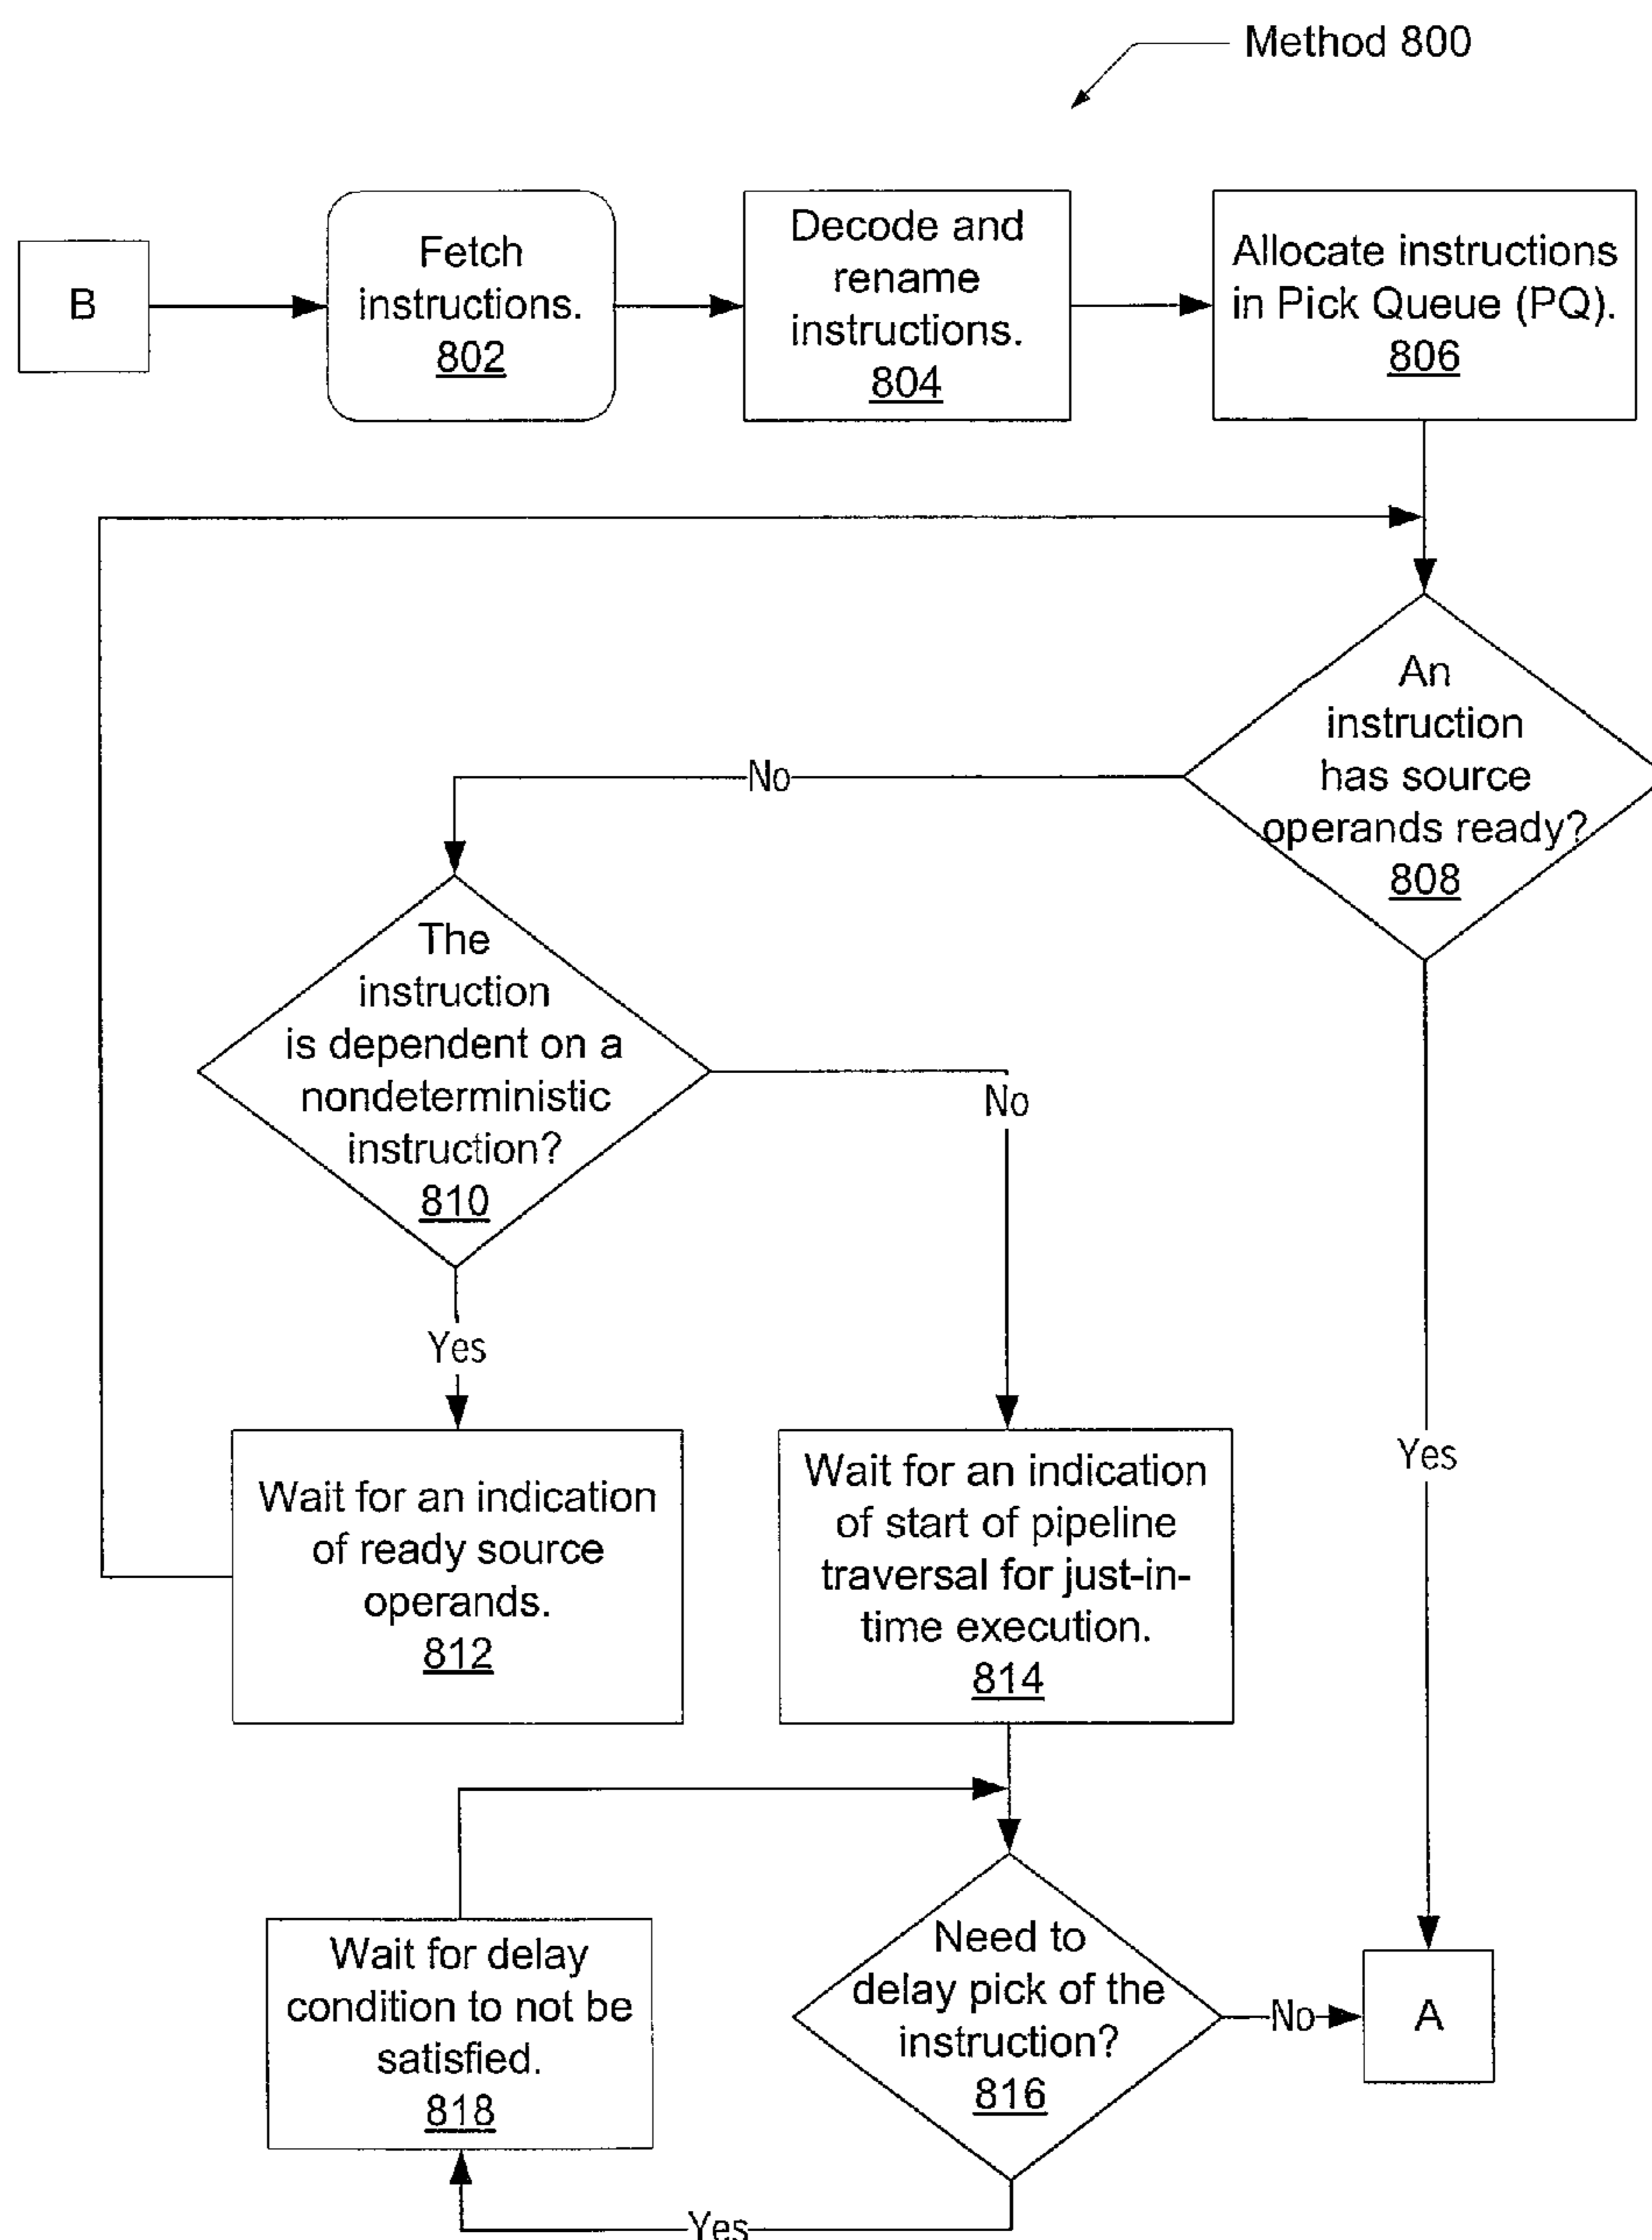 Method 800
B
Fetch
instructions.
802
Decode and
rename
instructions.
804
Allocate instructions
in Pick Queue (PQ).
806
An
instruction
has source
operands ready?
808
No
The
instruction
is dependent on a
nondeterministic
instruction?
810
No
Yes
Yes
Wait for an indication
of ready source
operands.
812
Wait for an indication
of start of pipeline
traversal for just-in-
time execution.
814
Wait for delay
condition to not be
satisfied.
818
Need to
delay pick of the
instruction?
816
No
A
Yes